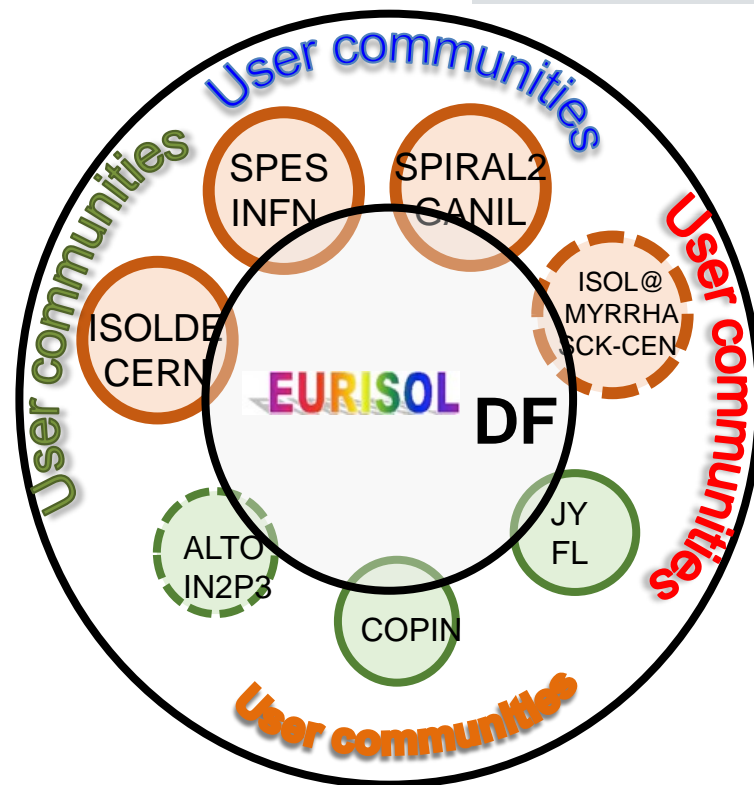 User communities
SPES
INFN
SPIRAL2
GANIL
User communities
ISOL@
MYRRHA
SCK-CEN
User communities
ISOLDE
CERN
EURISOL
DF
JY
FL
ALTO
IN2P3
COPIN
User communities